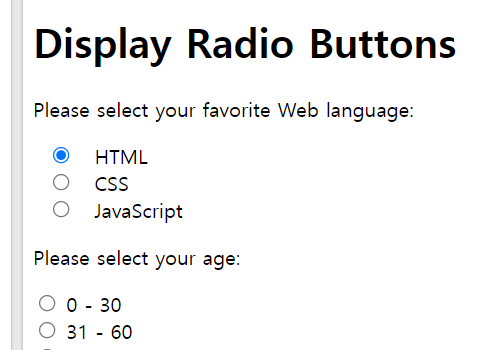 Display Radio Buttons
Please select your favorite Web language:
HTML
CSS
JavaScript
Please select your age:
0 - 30
31 - 60